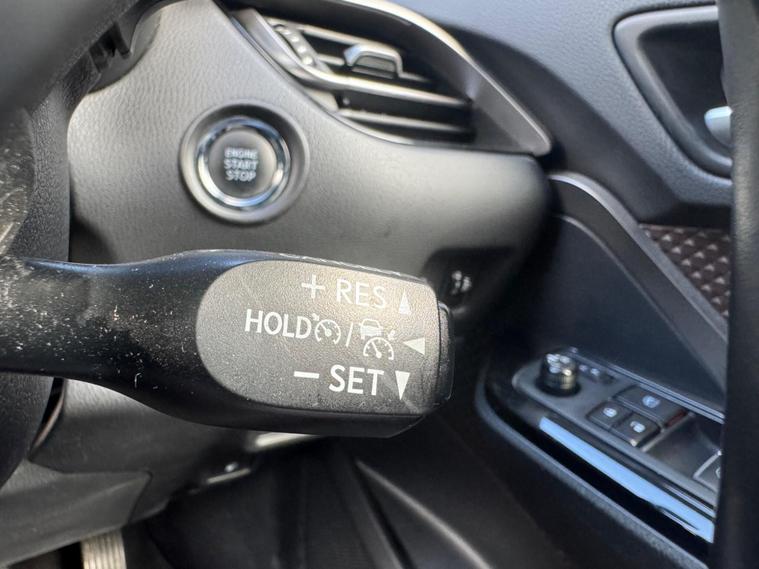 ENGINE
START
STOP
+ RES
HOLD /
− SET